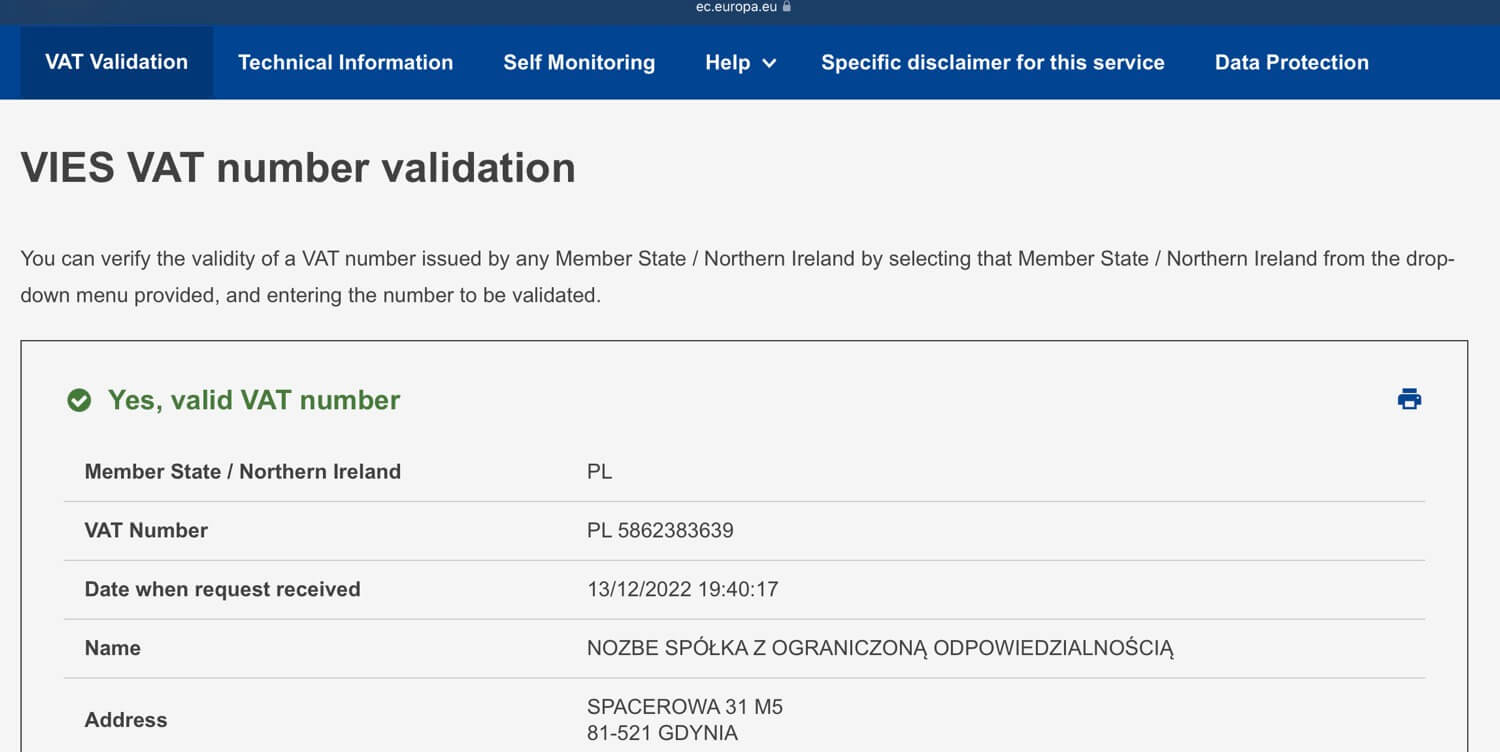 ec.europa.eu
VAT Validation Technical Information Self Monitoring Help Specific disclaimer for this service Data Protection
VIES VAT number validation
You can verify the validity of a VAT number issued by any Member State / Northern Ireland by selecting that Member State / Northern Ireland from the drop-
down menu provided, and entering the number to be validated.
Yes, valid VAT number
Member State / Northern Ireland PL
VAT Number PL 5862383639
Date when request received 13/12/2022 19:40:17
Name NOZBE SPÓŁKA Z OGRANICZONĄ ODPOWIEDZIALNOŚCIĄ
Address SPACEROWA 31 M5
81-521 GDYNIA